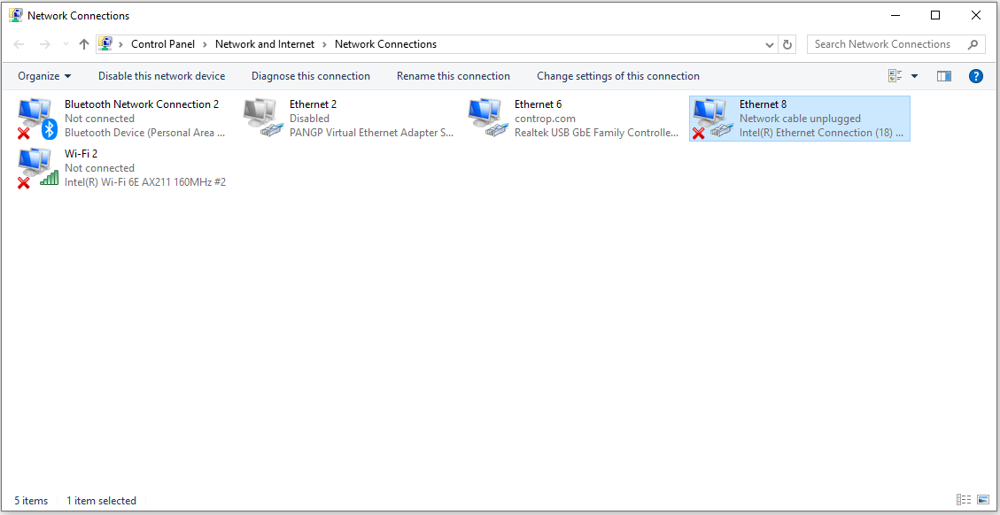 Network Connections
Control Panel > Network and Internet > Network Connections
Search Network Connections
Organize
Disable this network device
Diagnose this connection
Rename this connection
Change settings of this connection
?
Bluetooth Network Connection 2
Not connected
Bluetooth Device (Personal Area ...
Ethernet 2
Disabled
PANGP Virtual Ethernet Adapter S...
Ethernet 6
controp.com
Realtek USB GbE Family Controlle...
Ethernet 8
Network cable unplugged
Intel(R) Ethernet Connection (18) ...
Wi-Fi 2
Not connected
Intel(R) Wi-Fi 6E AX211 160MHz #2
5 items
1 item selected